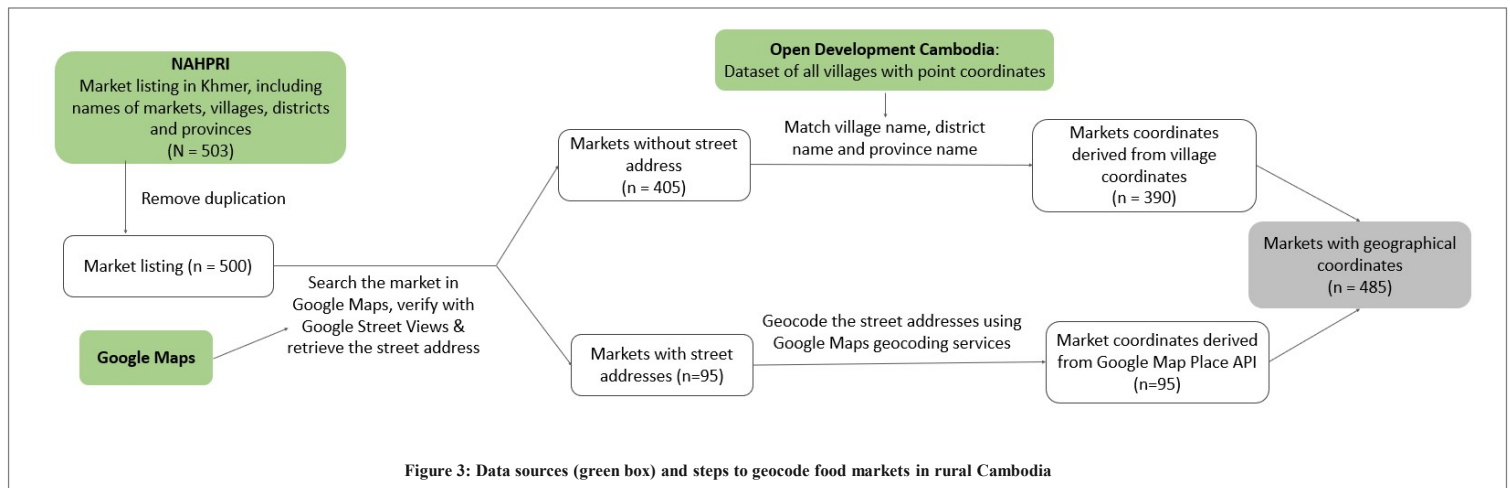 NAHPRI
Market listing in Khmer, including
names of markets, villages, districts
and provinces
(N = 503)
Remove duplication
Market listing (n = 500)
Google Maps
Search the market in
Google Maps, verify with
Google Street Views &
retrieve the street address
Open Development Cambodia:
Dataset of all villages with point coordinates
Markets without street
address
(n = 405)
Match village name, district
name and province name
Markets coordinates
derived from village
coordinates
(n = 390)
Markets with street
addresses (n=95)
Geocode the street addresses using
Google Maps geocoding services
Market coordinates derived
from Google Map Place API
(n=95)
Markets with geographical
coordinates
(n = 485)
Figure 3: Data sources (green box) and steps to geocode food markets in rural Cambodia